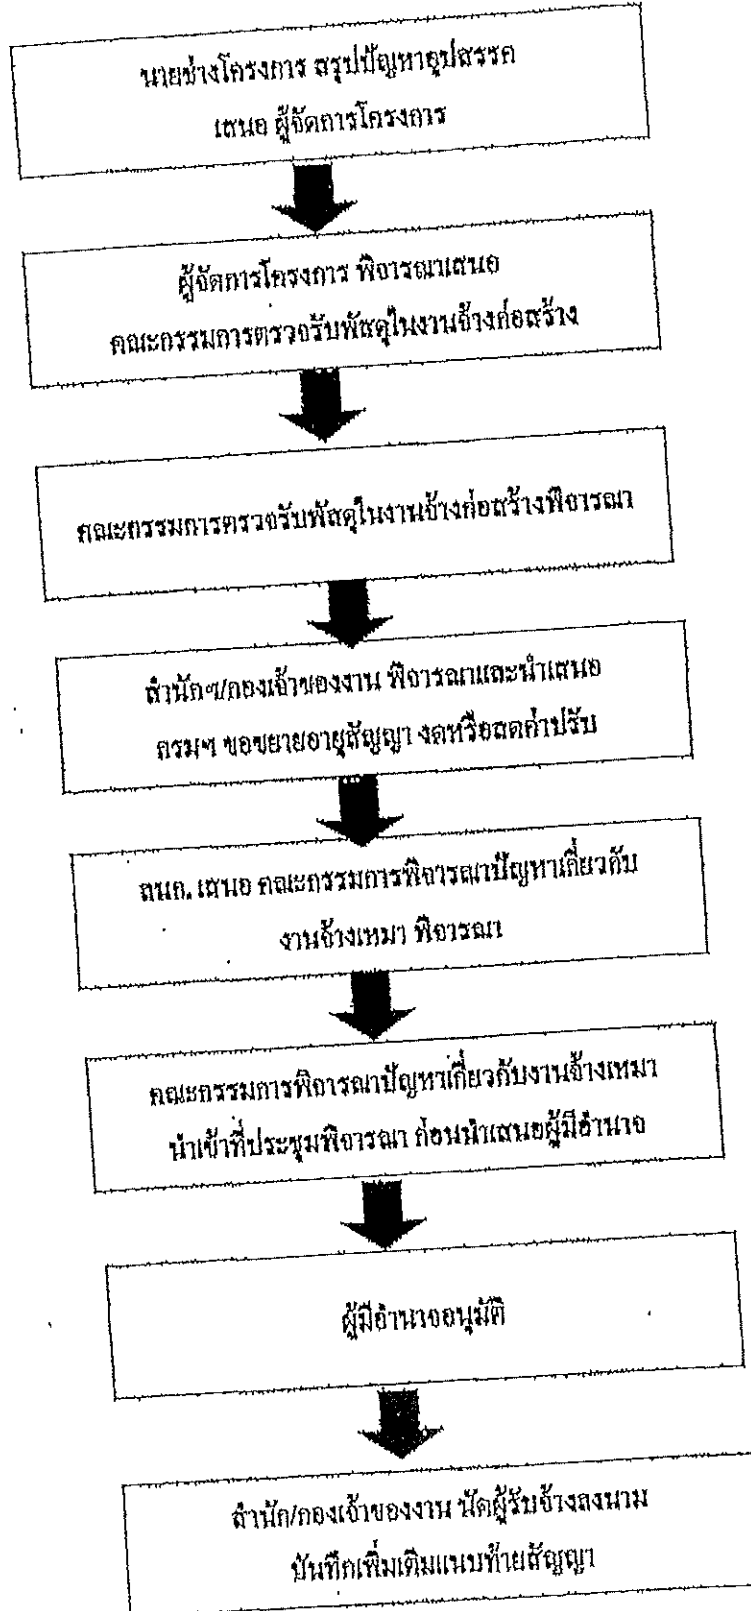 นายช่างโครงการ สรุปปัญหาอุปสรรค
เสนอ ผู้จัดการโครงการ
ผู้จัดการโครงการ พิจารณาเสนอ
คณะกรรมการตรวจรับพัสดุในงานจ้างก่อสร้าง
คณะกรรมการตรวจรับพัสดุในงานจ้างก่อสร้างพิจารณา
สำนักฯ/กองเจ้าของงาน พิจารณาและนำเสนอ
ครมฯ ขอขยายอายุสัญญา งดหรือลดค่าปรับ
สนก. เสนอ คณะกรรมการพิจารณาปัญหาเกี่ยวกับ
งานจ้างเหมา พิจารณา
คณะกรรมการพิจารณาปัญหาเกี่ยวกับงานจ้างเหมา
นำเข้าที่ประชุมพิจารณา ก่อนนำเสนอผู้มีอำนาจ
ผู้มีอำนาจอนุมัติ
สำนัก/กองเจ้าของงาน นัดผู้รับจ้างลงนาม
บันทึกเพิ่มเติมแนบท้ายสัญญา